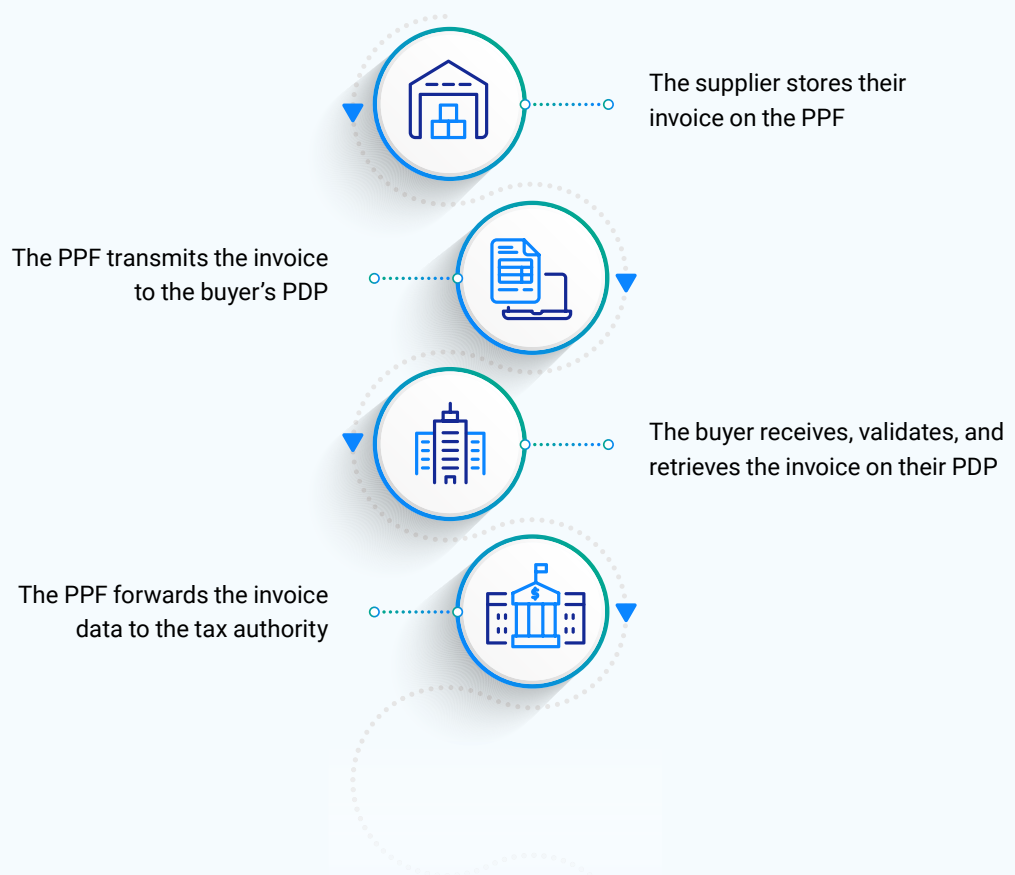 The supplier stores their
invoice on the PPF
The PPF transmits the invoice
to the buyer’s PDP
The buyer receives, validates, and
retrieves the invoice on their PDP
The PPF forwards the invoice
data to the tax authority
$